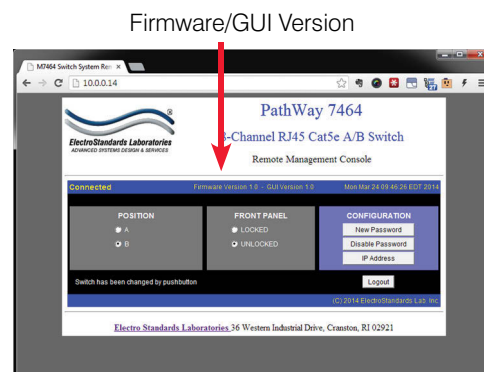 Firmware/GUI Version
M7464 Switch System Rem
10.0.0.14
PathWay 7464
-Channel RJ45 Cat5e A/B Switch
Remote Management Console
ElectroStandards Laboratories
ADVANCED SYSTEMS DESIGN & SERVICES
Connected Firmware Version 1.0 - GUI Version 1.0 Mon Mar 24 09:46:26 EDT 2014
POSITION
A
B
FRONT PANEL
LOCKED
UNLOCKED
CONFIGURATION
New Password
Disable Password
IP Address
Switch has been changed by pushbutton
Logout
(C) 2014 ElectroStandards Lab. Inc.
Electro Standards Laboratories 36 Western Industrial Drive, Cranston, RI 02921